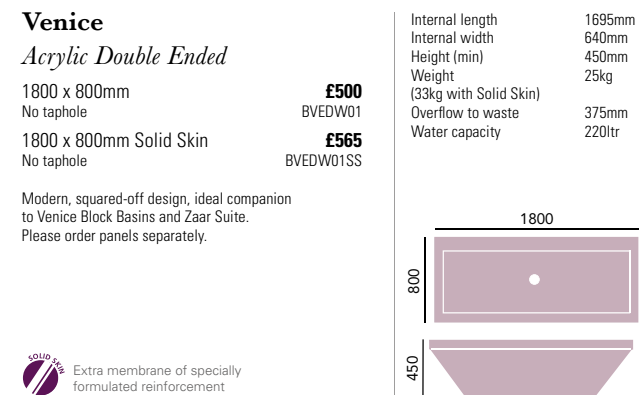 Venice
Acrylic Double Ended
1800 x 800mm £500
No taphole BVEDW01
1800 x 800mm Solid Skin £565
No taphole BVEDW01SS
Modern, squared-off design, ideal companion
to Venice Block Basins and Zaar Suite.
Please order panels separately.
SOLID SKIN
Extra membrane of specially
formulated reinforcement
Internal length 1695mm
Internal width 640mm
Height (min) 450mm
Weight 25kg
(33kg with Solid Skin)
Overflow to waste 375mm
Water capacity 220ltr
1800
800
450